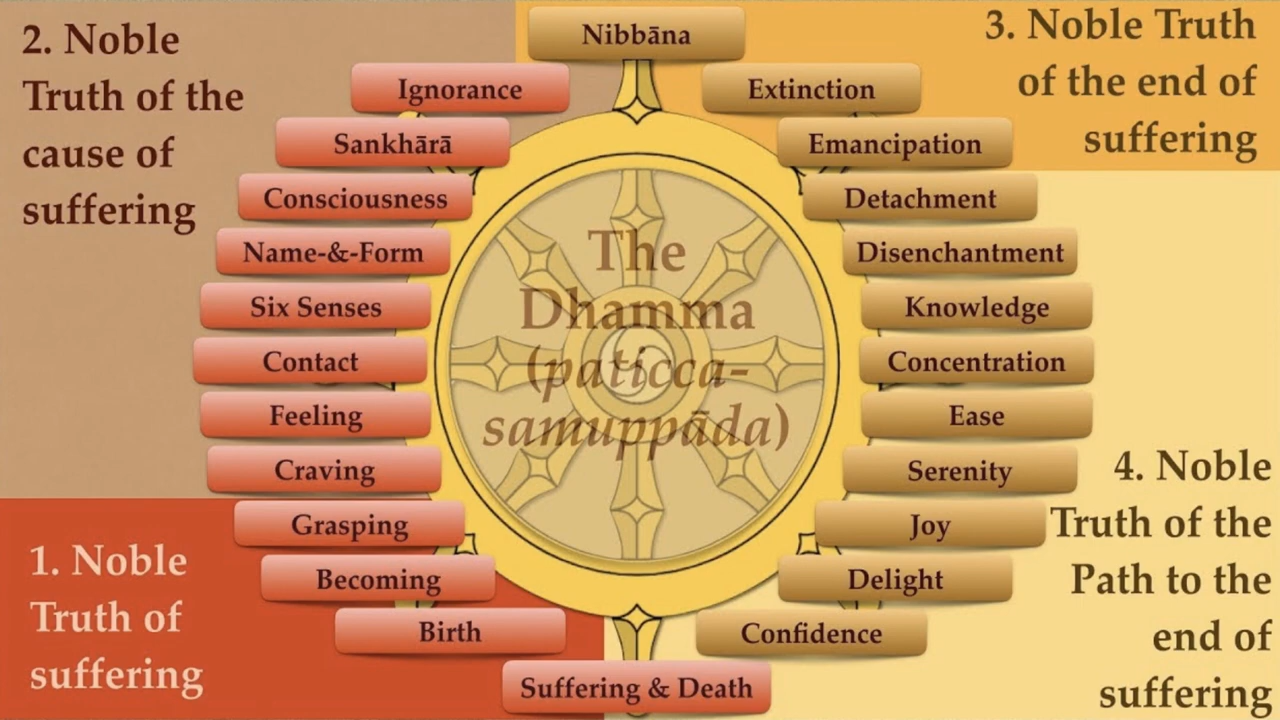 2. Noble
Truth of the
cause of
suffering
Nibbāna
3. Noble Truth
of the end of
suffering
Ignorance
Sankhārā
Consciousness
Name-&-Form
Six Senses
Contact
Feeling
Craving
Grasping
Becoming
Birth
Suffering & Death
1. Noble
Truth of
suffering
The
Dhamma
(paticca-
samuppāda)
Extinction
Emancipation
Detachment
Disenchantment
Knowledge
Concentration
Ease
Serenity
Joy
Delight
Confidence
4. Noble
Truth of the
Path to the
end of
suffering